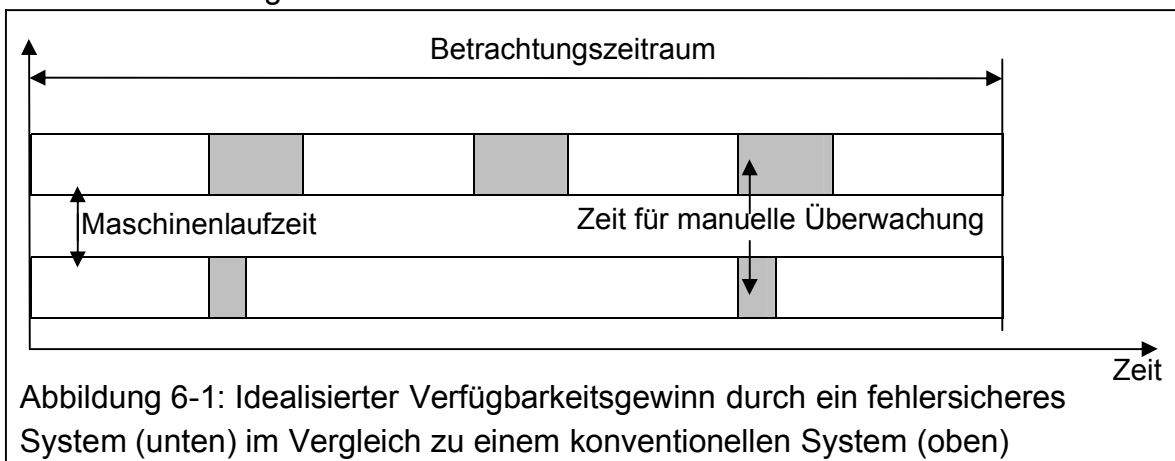 Betrachtungszeitraum
Maschinenlaufzeit
Zeit für manuelle Überwachung
Zeit
Abbildung 6-1: Idealisierter Verfügbarkeitsgewinn durch ein fehlersicheres
System (unten) im Vergleich zu einem konventionellen System (oben)